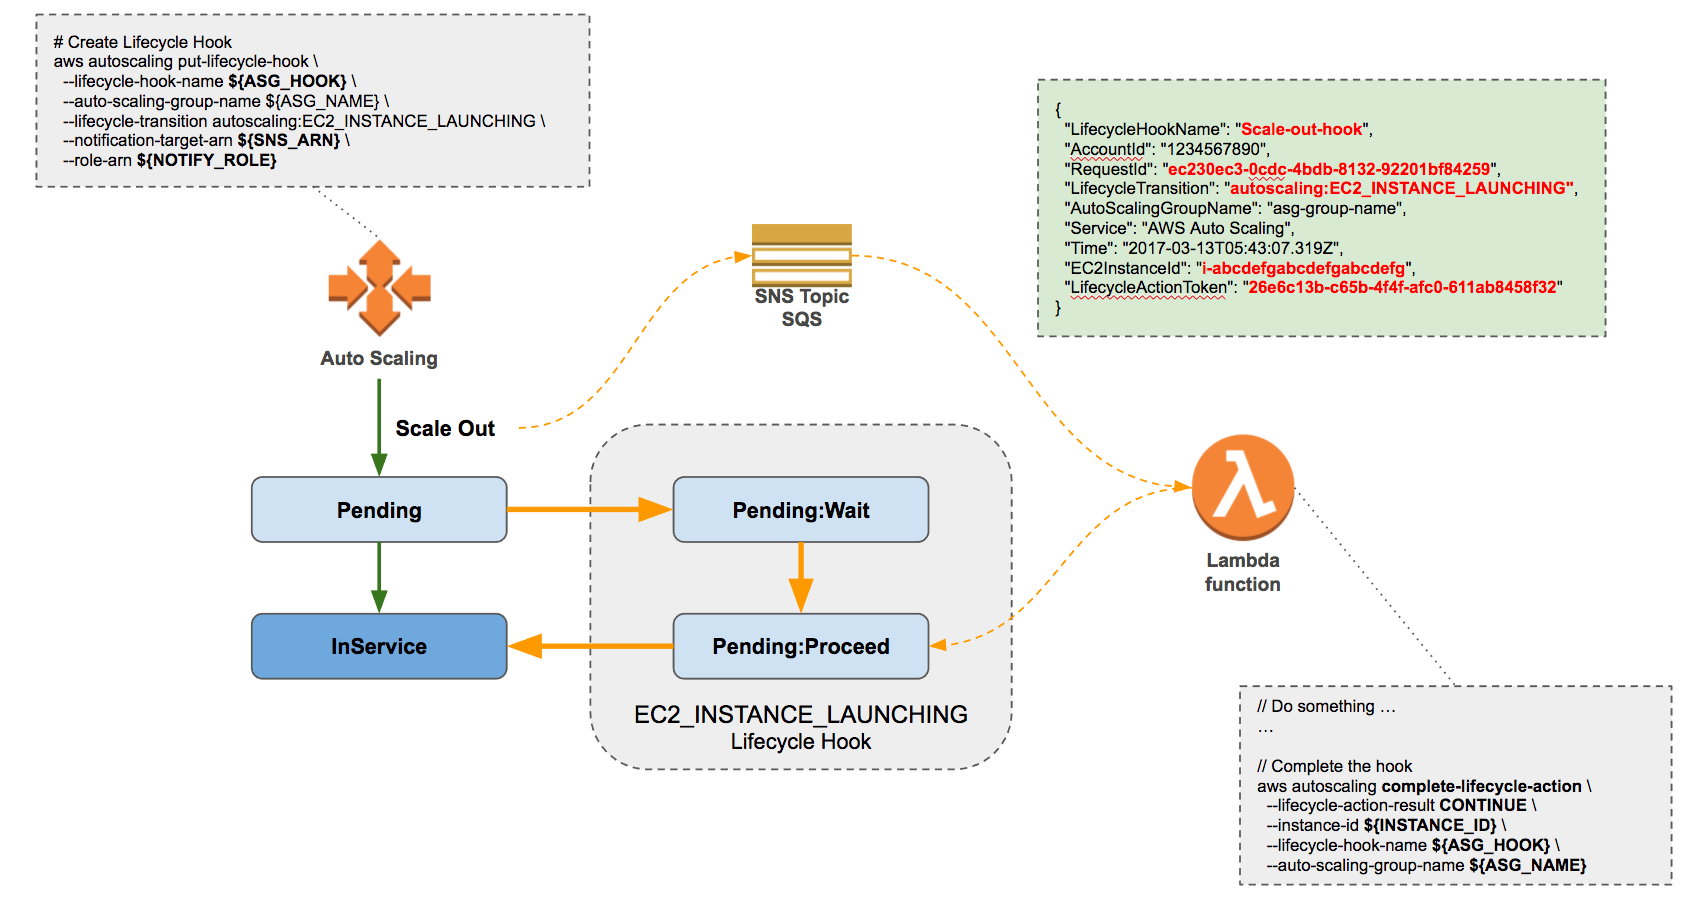 # Create Lifecycle Hook
aws autoscaling put-lifecycle-hook \
--lifecycle-hook-name ${ASG_HOOK} \
--auto-scaling-group-name ${ASG_NAME} \
--lifecycle-transition autoscaling:EC2_INSTANCE_LAUNCHING \
--notification-target-arn ${SNS_ARN} \
--role-arn ${NOTIFY_ROLE}
{
"LifecycleHookName": "Scale-out-hook",
"AccountId": "1234567890",
"RequestId": "ec230ec3-0cdc-4bdb-8132-92201bf84259",
"LifecycleTransition": "autoscaling:EC2_INSTANCE_LAUNCHING",
"AutoScalingGroupName": "asg-group-name",
"Service": "AWS Auto Scaling",
"Time": "2017-03-13T05:43:07.319Z",
"EC2InstanceId": "i-abcdefgabcdefgabcdefg",
"LifecycleActionToken": "26e6c13b-c65b-4f4f-afc0-611ab8458f32"
}
SNS Topic
SQS
Auto Scaling
Scale Out
Pending
Pending:Wait
Lambda
function
InService
Pending:Proceed
EC2_INSTANCE_LAUNCHING
Lifecycle Hook
// Do something …
…
// Complete the hook
aws autoscaling complete-lifecycle-action \
--lifecycle-action-result CONTINUE \
--instance-id ${INSTANCE_ID} \
--lifecycle-hook-name ${ASG_HOOK} \
--auto-scaling-group-name ${ASG_NAME}